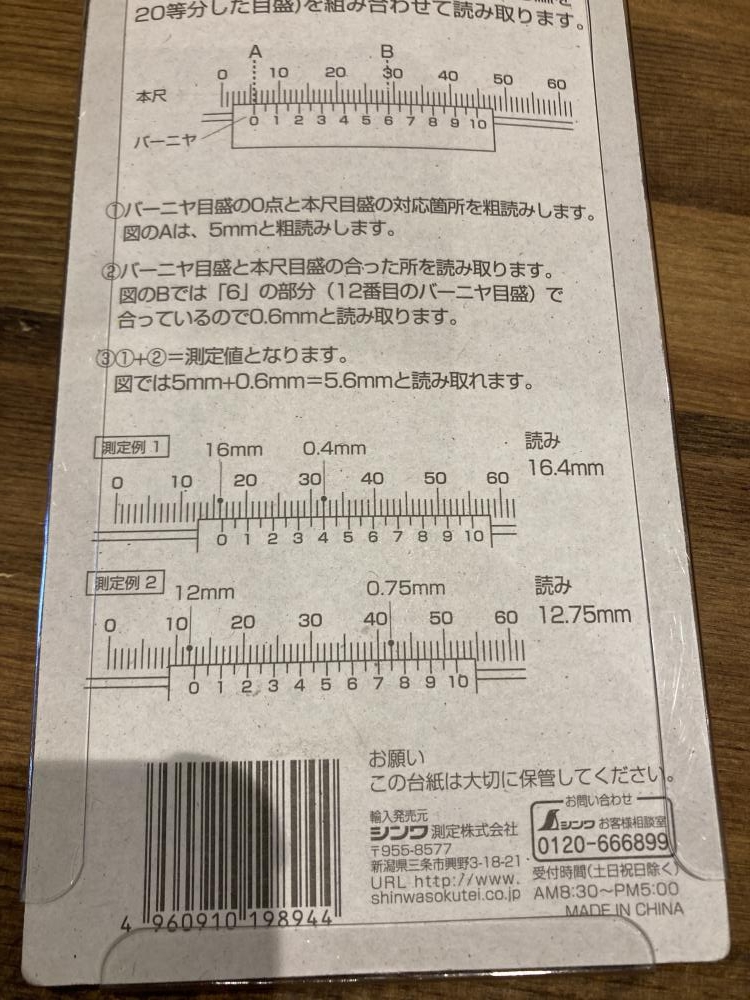 20等分した目盛)を組み合わせて読み取ります。
A B
0 10 20 30 40 50 60
本尺
0 1 2 3 4 5 6 7 8 9 10
バーニヤ
①バーニヤ目盛の0点と本尺目盛の対応箇所を粗読みします。
図のAは、5mmと粗読みします。
②バーニヤ目盛と本尺目盛の合った所を読み取ります。
図のBでは「6」の部分（12番目のバーニヤ目盛）で
合っているので0.6mmと読み取ります。
③①+②＝測定値となります。
図では5mm+0.6mm＝5.6mmと読み取れます。
測定例 1 16mm 0.4mm 読み
16.4mm
0 10 20 30 40 50 60
0 1 2 3 4 5 6 7 8 9 10
測定例 2 12mm 0.75mm 読み
12.75mm
0 10 20 30 40 50 60
0 1 2 3 4 5 6 7 8 9 10
お願い
この台紙は大切に保管してください。
輸入発売元
シンワ測定株式会社
〒955-8577
新潟県三条市興野3-18-21
URL http://www.
shinwasokutei.co.jp
お問い合わせ
シンワ お客様相談室
0120-666899
受付時間(土日祝日除く)
AM8:30〜PM5:00
MADE IN CHINA
4 960910 198944